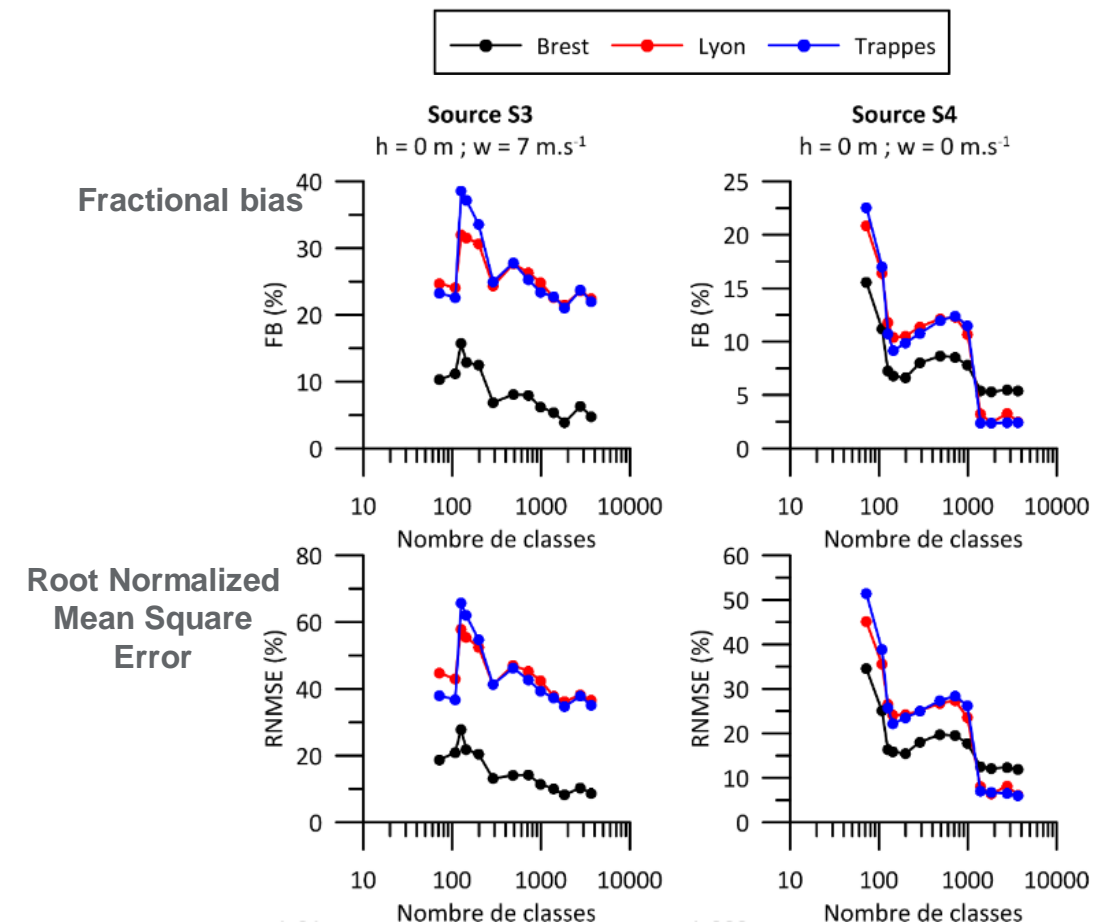 Brest Lyon Trappes
Source S3
h = 0 m ; w = 7 m.s⁻¹
Source S4
h = 0 m ; w = 0 m.s⁻¹
Fractional bias
FB (%)
40
30
20
10
0
10 100 1000 10000
Nombre de classes
FB (%)
25
20
15
10
5
0
10 100 1000 10000
Nombre de classes
Root Normalized
Mean Square
Error
RNMSE (%)
80
60
40
20
0
10 100 1000 10000
Nombre de classes
RNMSE (%)
60
50
40
30
20
10
0
10 100 1000 10000
Nombre de classes